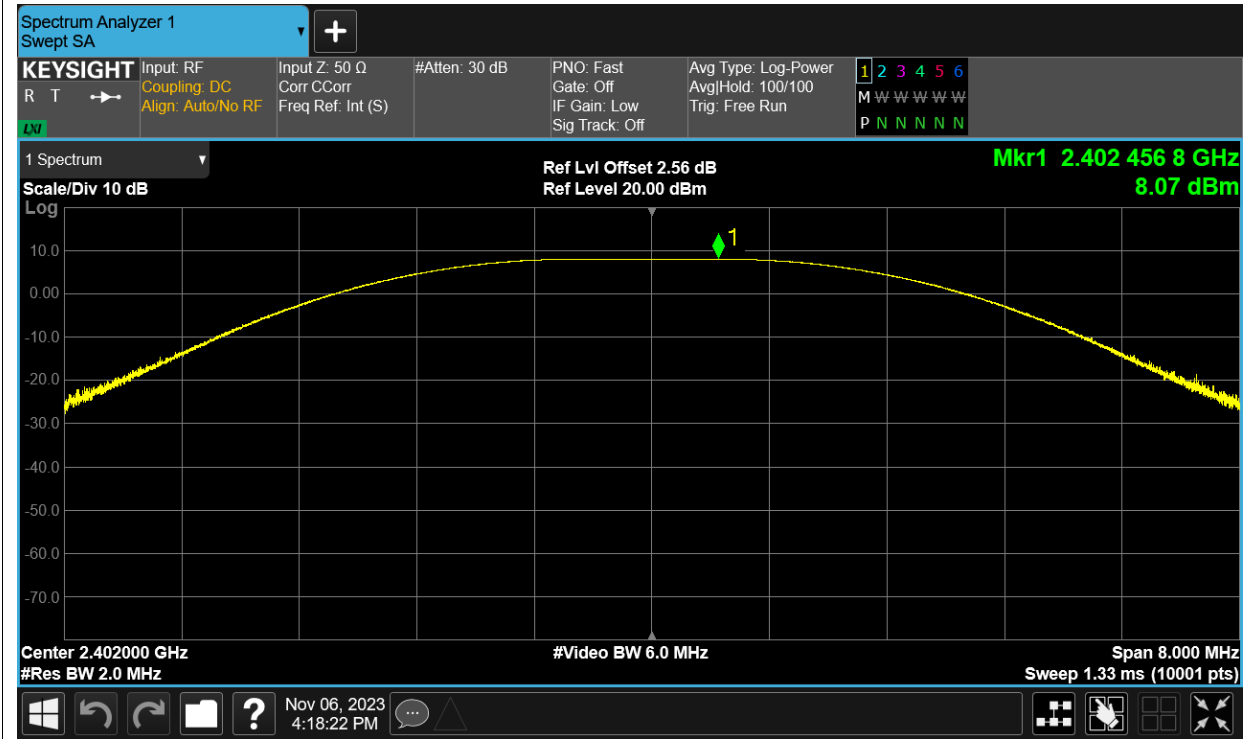 Spectrum Analyzer 1
Swept SA
KEYSIGHT
R T
LXI
Input: RF
Coupling: DC
Align: Auto/No RF
Input Z: 50 Ω
Corr CCorr
Freq Ref: Int (S)
#Atten: 30 dB
PNO: Fast
Gate: Off
IF Gain: Low
Sig Track: Off
Avg Type: Log-Power
Avg|Hold: 100/100
Trig: Free Run
1 2 3 4 5 6
M W W W W W
P N N N N N
1 Spectrum
Scale/Div 10 dB
Log
Ref Lvl Offset 2.56 dB
Ref Level 20.00 dBm
Mkr1 2.402 456 8 GHz
8.07 dBm
1
10.0
0.00
-10.0
-20.0
-30.0
-40.0
-50.0
-60.0
-70.0
Center 2.402000 GHz
#Res BW 2.0 MHz
#Video BW 6.0 MHz
Span 8.000 MHz
Sweep 1.33 ms (10001 pts)
?
Nov 06, 2023
4:18:22 PM